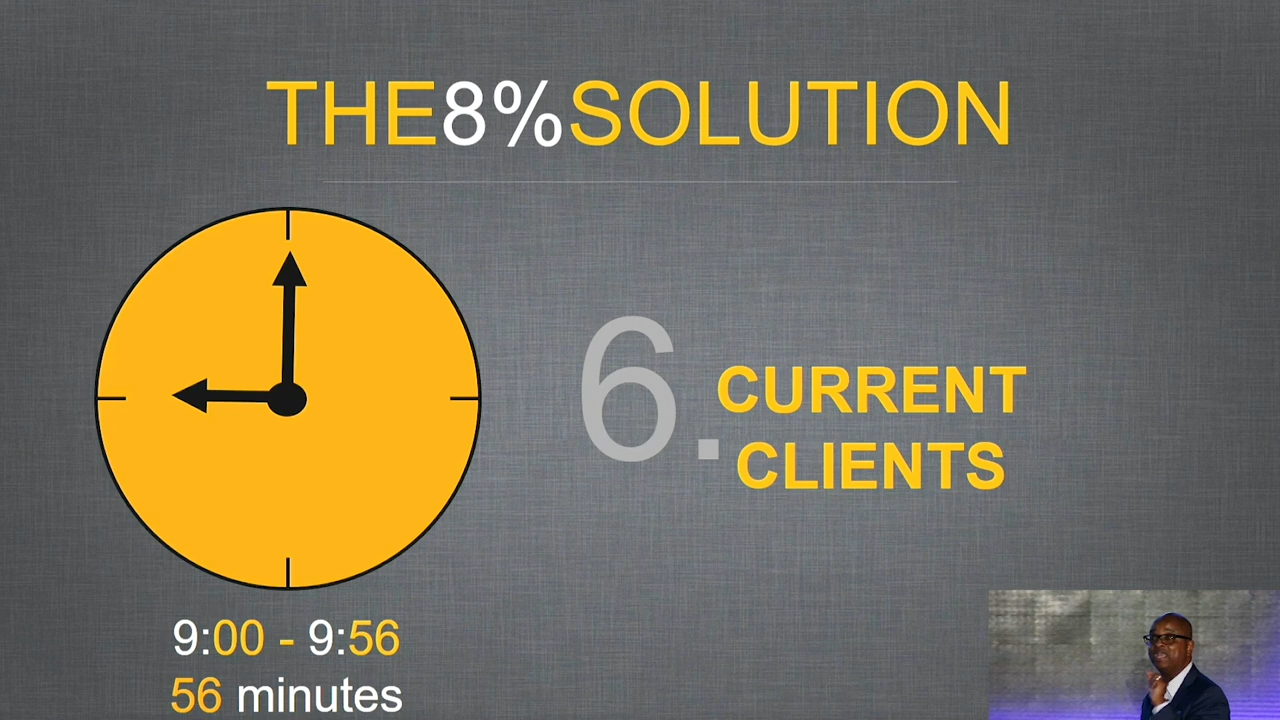 THE8%SOLUTION
6. CURRENT
CLIENTS
9:00 - 9:56
56 minutes